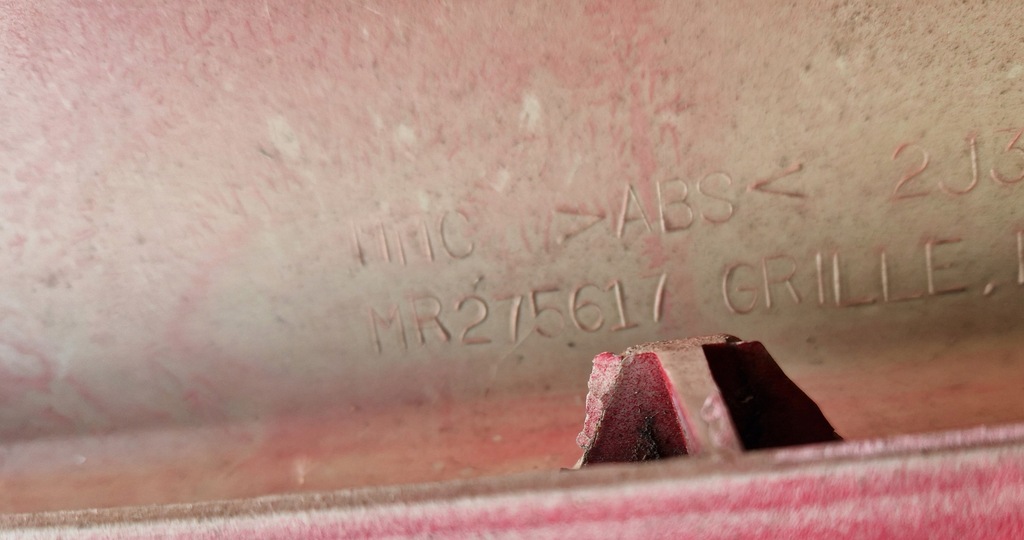 MMC >ABS< 2J3
MR275617 GRILLE,